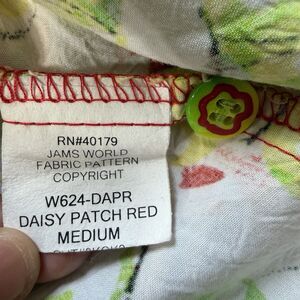 RN#40179
JAMS WORLD
FABRIC PATTERN
COPYRIGHT
W624-DAPR
DAISY PATCH RED
MEDIUM